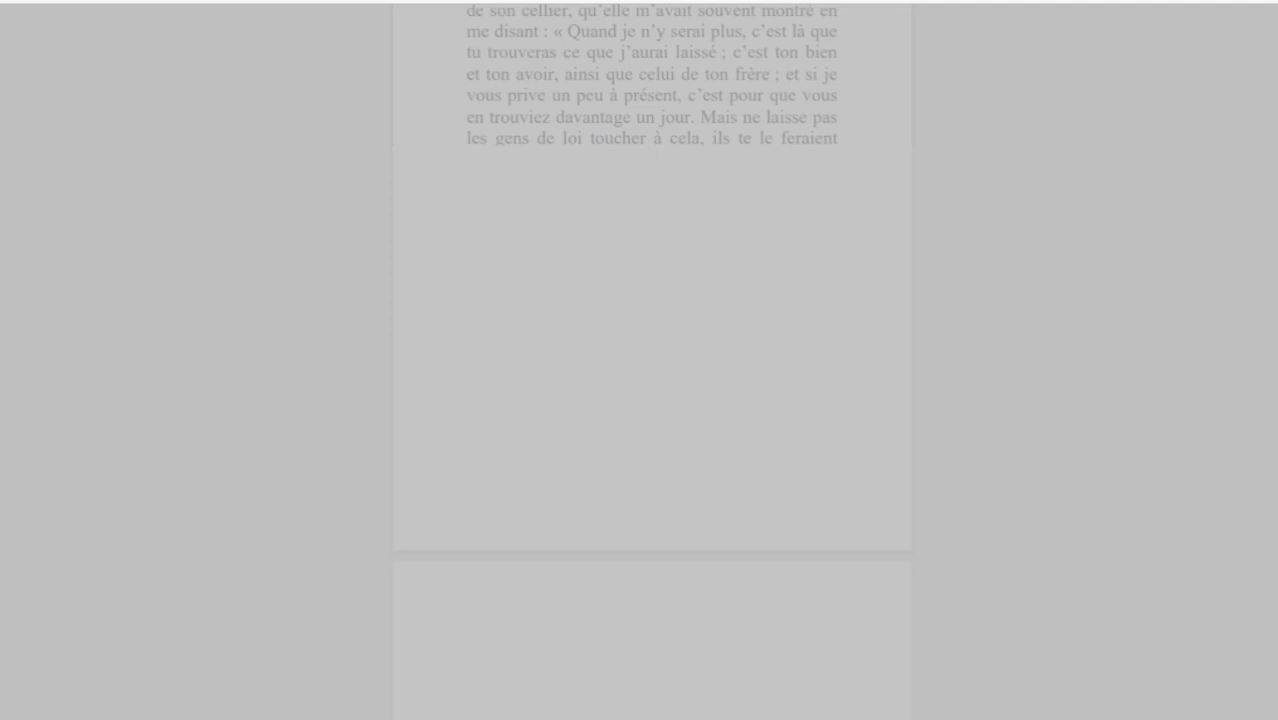 de son cellier, qu’elle m’avait souvent montré en
me disant : « Quand je n’y serai plus, c’est là que
tu trouveras ce que j’aurai laissé ; c’est ton bien
et ton avoir, ainsi que celui de ton frère ; et si je
vous prive un peu à présent, c’est pour que vous
en trouviez davantage un jour. Mais ne laisse pas
les gens de loi toucher à cela, ils te le feraient